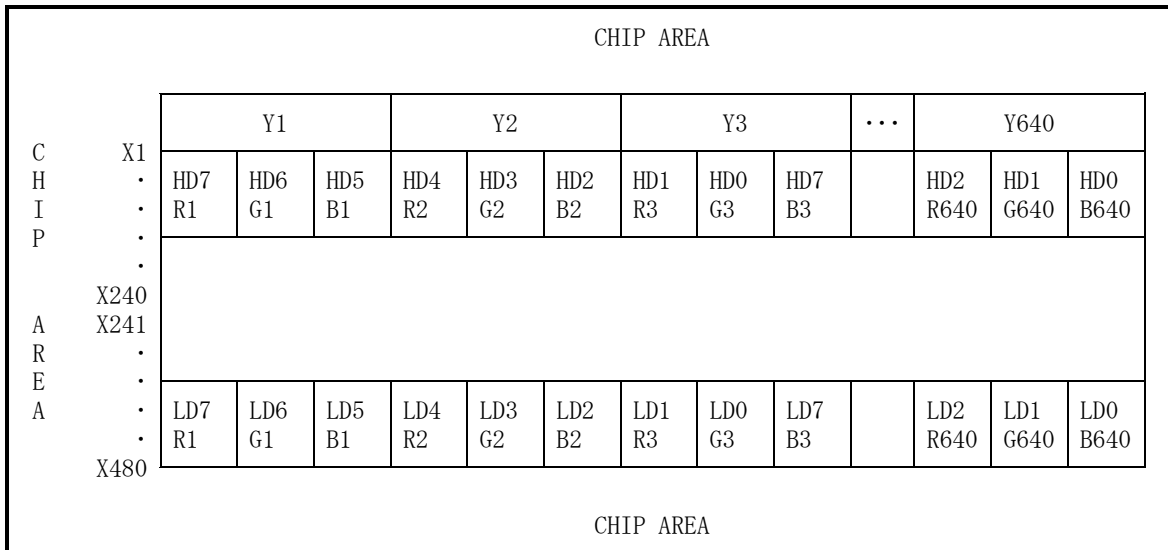 CHIP AREA
Y1 Y2 Y3 ··· Y640
CHIP AREA
X1
·
·
·
·
X240
X241
·
·
·
·
X480
HD7 HD6 HD5 HD4 HD3 HD2 HD1 HD0 HD7 HD2 HD1 HD0
R1 G1 B1 R2 G2 B2 R3 G3 B3 R640 G640 B640
LD7 LD6 LD5 LD4 LD3 LD2 LD1 LD0 LD7 LD2 LD1 LD0
R1 G1 B1 R2 G2 B2 R3 G3 B3 R640 G640 B640
CHIP AREA